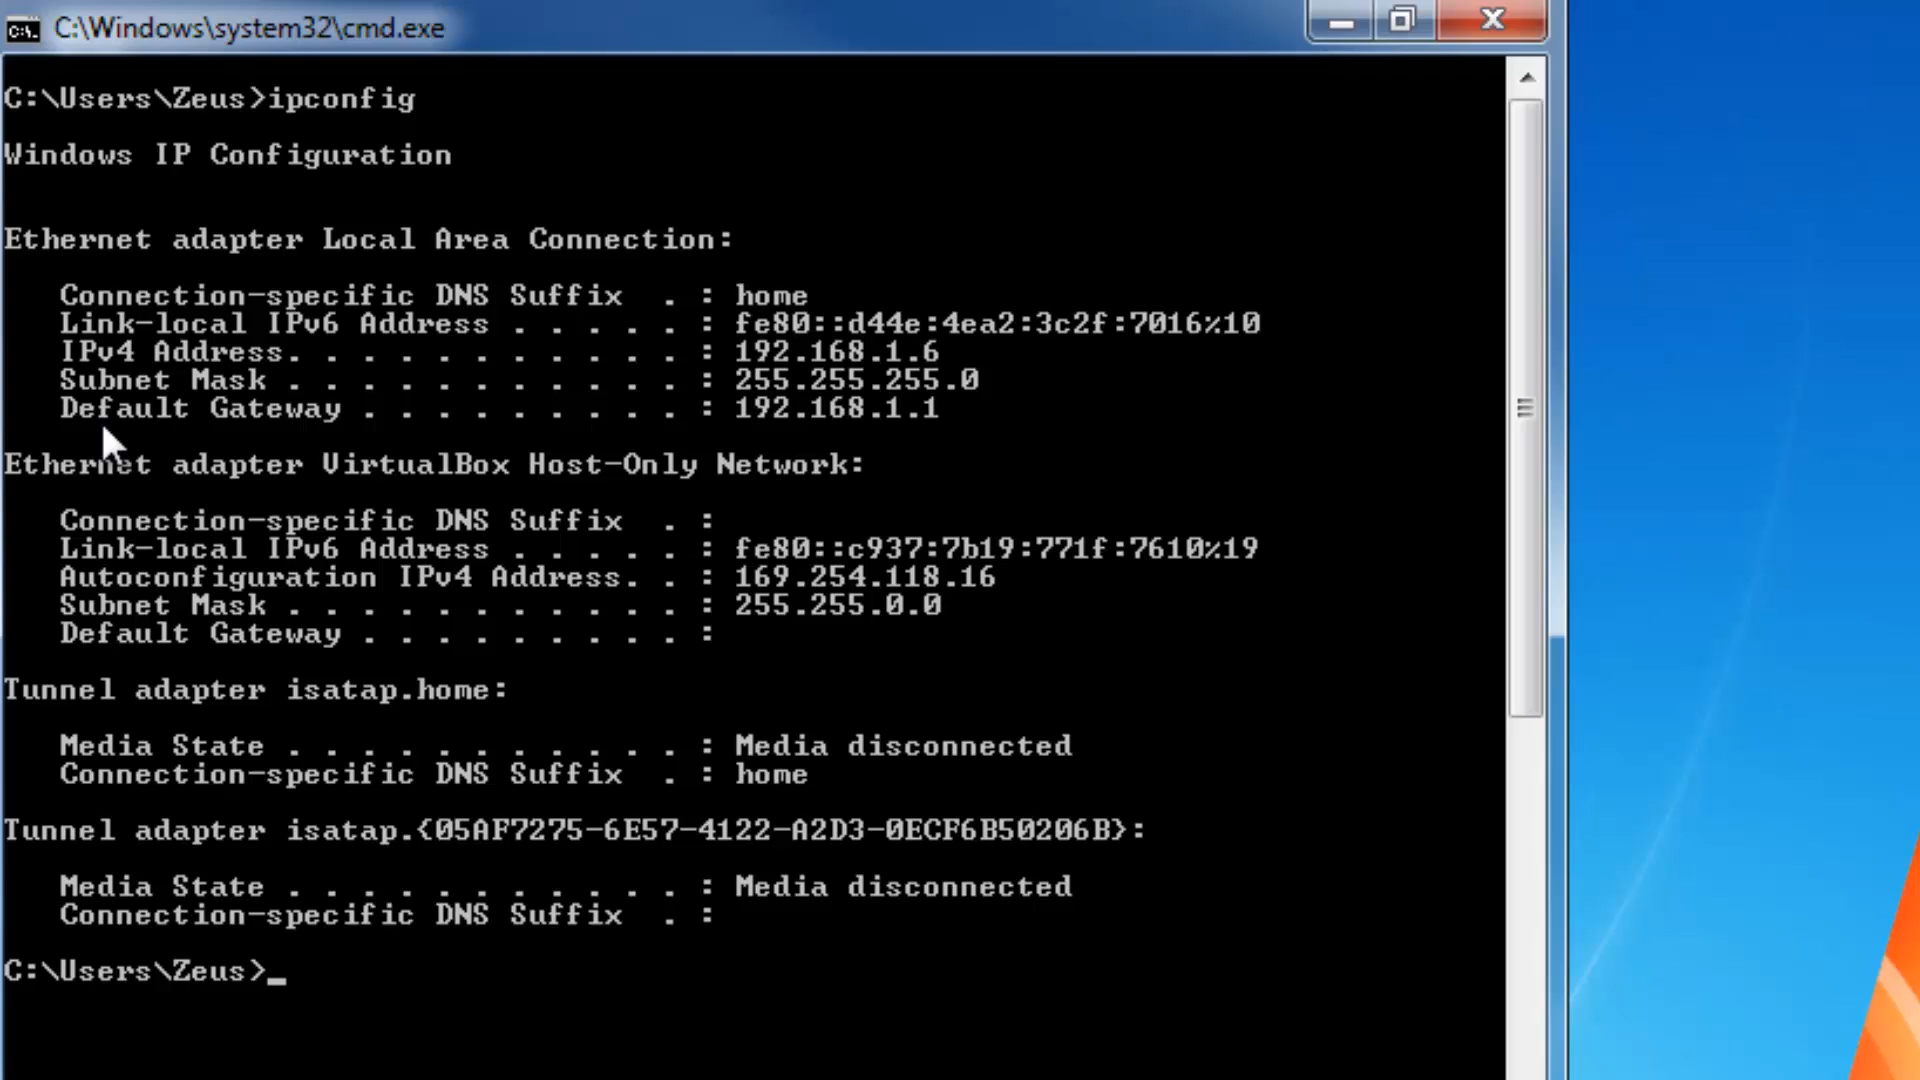 C:\Windows\system32\cmd.exe
C:\Users\Zeus>ipconfig
Windows IP Configuration
Ethernet adapter Local Area Connection:
Connection-specific DNS Suffix . : home
Link-local IPv6 Address . . . . . : fe80::d44e:4ea2:3c2f:7016%10
IPv4 Address. . . . . . . . . . . : 192.168.1.6
Subnet Mask . . . . . . . . . . . : 255.255.255.0
Default Gateway . . . . . . . . . : 192.168.1.1
Ethernet adapter VirtualBox Host-Only Network:
Connection-specific DNS Suffix . :
Link-local IPv6 Address . . . . . : fe80::c937:7b19:771f:7610%19
Autoconfiguration IPv4 Address. . : 169.254.118.16
Subnet Mask . . . . . . . . . . . : 255.255.0.0
Default Gateway . . . . . . . . . :
Tunnel adapter isatap.home:
Media State . . . . . . . . . . . : Media disconnected
Connection-specific DNS Suffix . : home
Tunnel adapter isatap.{05AF7275-6E57-4122-A2D3-0ECF6B50206B}:
Media State . . . . . . . . . . . : Media disconnected
Connection-specific DNS Suffix . :
C:\Users\Zeus>_